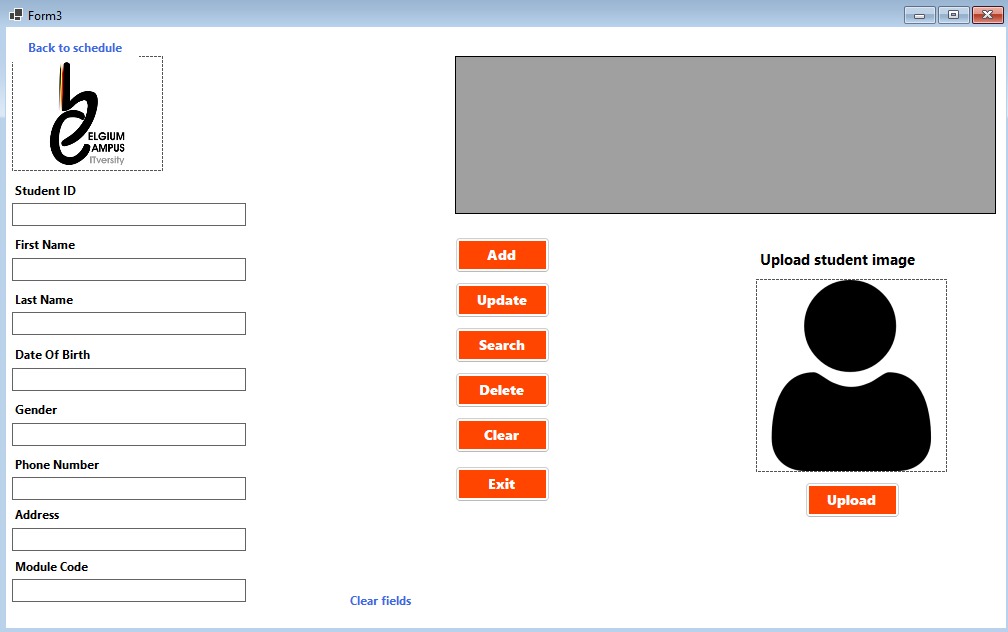 Form3
Back to schedule
ELGIUM
AMPUS
ITversity
Student ID
First Name
Last Name
Date Of Birth
Gender
Phone Number
Address
Module Code
Add
Update
Search
Delete
Clear
Exit
Upload student image
Upload
Clear fields